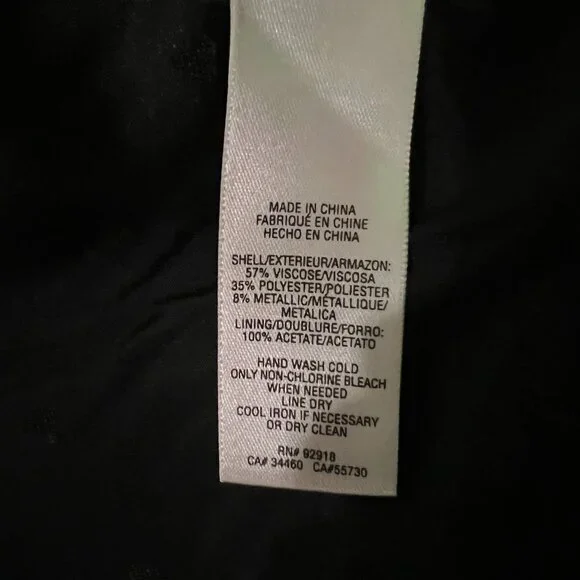 MADE IN CHINA
FABRIQUÉ EN CHINE
HECHO EN CHINA
SHELL/EXTERIEUR/ARMAZON:
57% VISCOSE/VISCOSA
35% POLYESTER/POLIESTER
8% METALLIC/MÉTALLIQUE/
METALICA
LINING/DOUBLURE/FORRO:
100% ACETATE/ACETATO
HAND WASH COLD
ONLY NON-CHLORINE BLEACH
WHEN NEEDED
LINE DRY
COOL IRON IF NECESSARY
OR DRY CLEAN
RN# 92918
CA# 34460 CA#55730